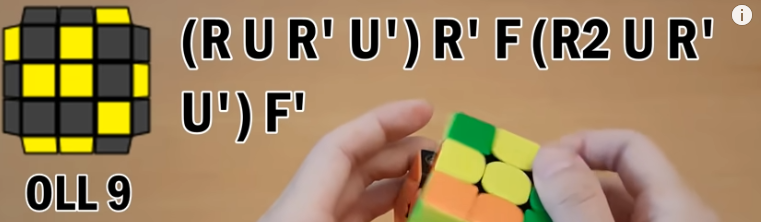 (R U R' U') R' F (R2 U R'
U') F'
OLL 9